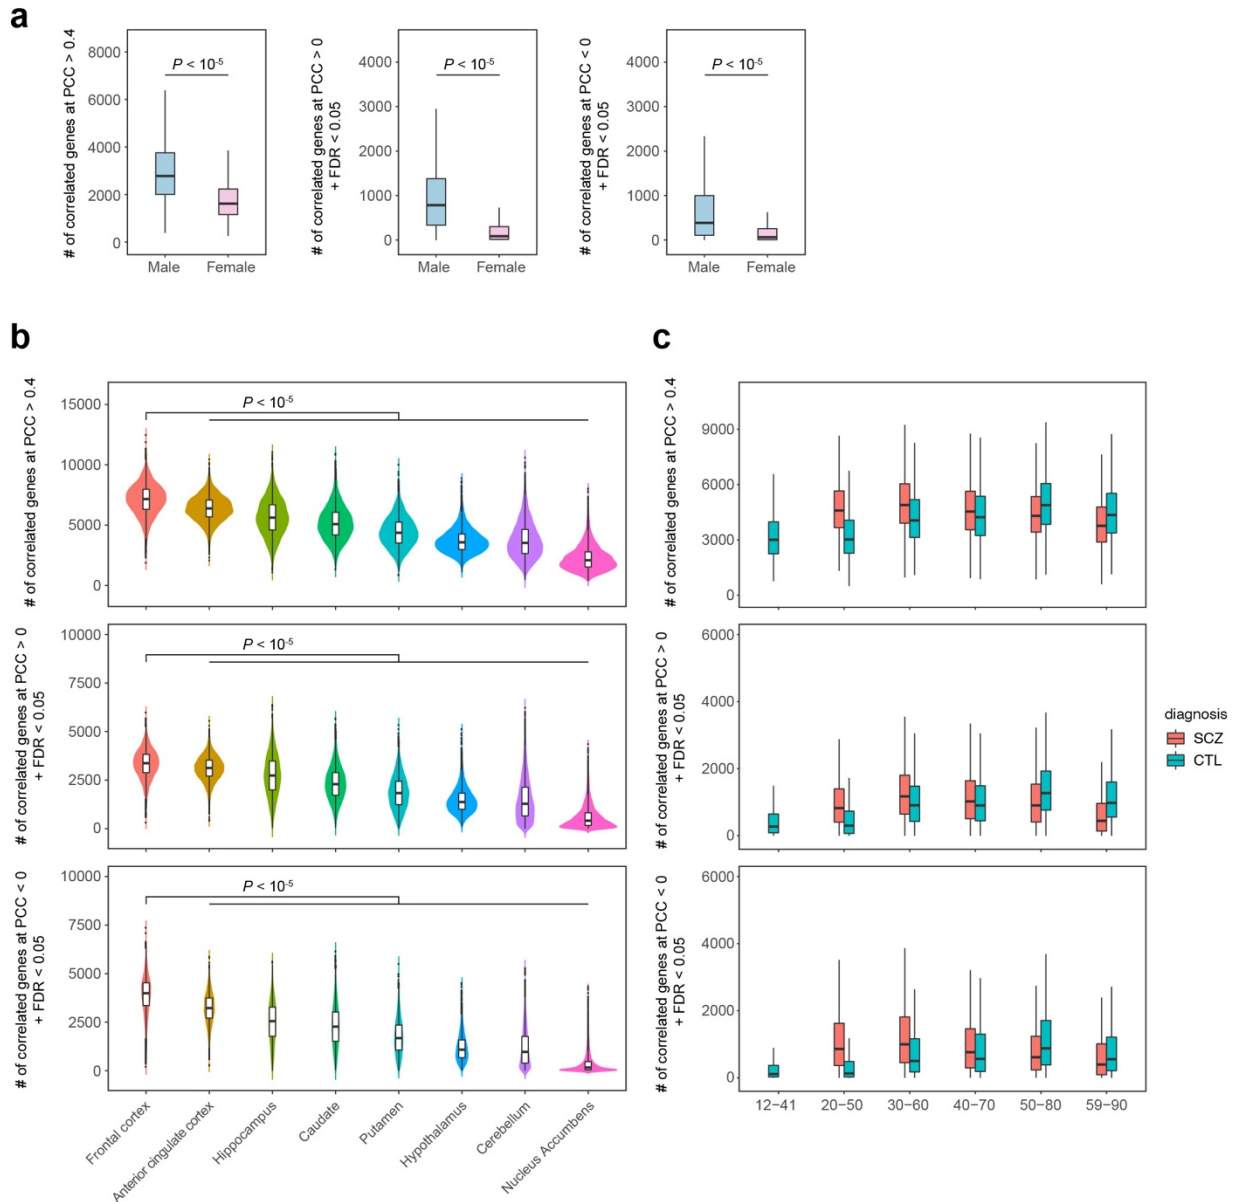 a
# of correlated genes at PCC > 0.4
8000
6000
4000
2000
0
P < 10-5
Male
Female
# of correlated genes at PCC > 0
+ FDR < 0.05
4000
3000
2000
1000
0
P < 10-5
Male
Female
# of correlated genes at PCC < 0
+ FDR < 0.05
4000
3000
2000
1000
0
P < 10-5
Male
Female
b
# of correlated genes at PCC > 0.4
15000
10000
5000
0
P < 10-5
# of correlated genes at PCC > 0
+ FDR < 0.05
10000
7500
5000
2500
0
P < 10-5
# of correlated genes at PCC < 0
+ FDR < 0.05
10000
7500
5000
2500
0
P < 10-5
Frontal cortex
Anterior cingulate cortex
Hippocampus
Caudate
Putamen
Hypothalamus
Cerebellum
Nucleus Accumbens
c
# of correlated genes at PCC > 0.4
9000
6000
3000
0
# of correlated genes at PCC > 0
+ FDR < 0.05
6000
4000
2000
0
# of correlated genes at PCC < 0
+ FDR < 0.05
6000
4000
2000
0
12−41
20−50
30−60
40−70
50−80
59−90
diagnosis
SCZ
CTL